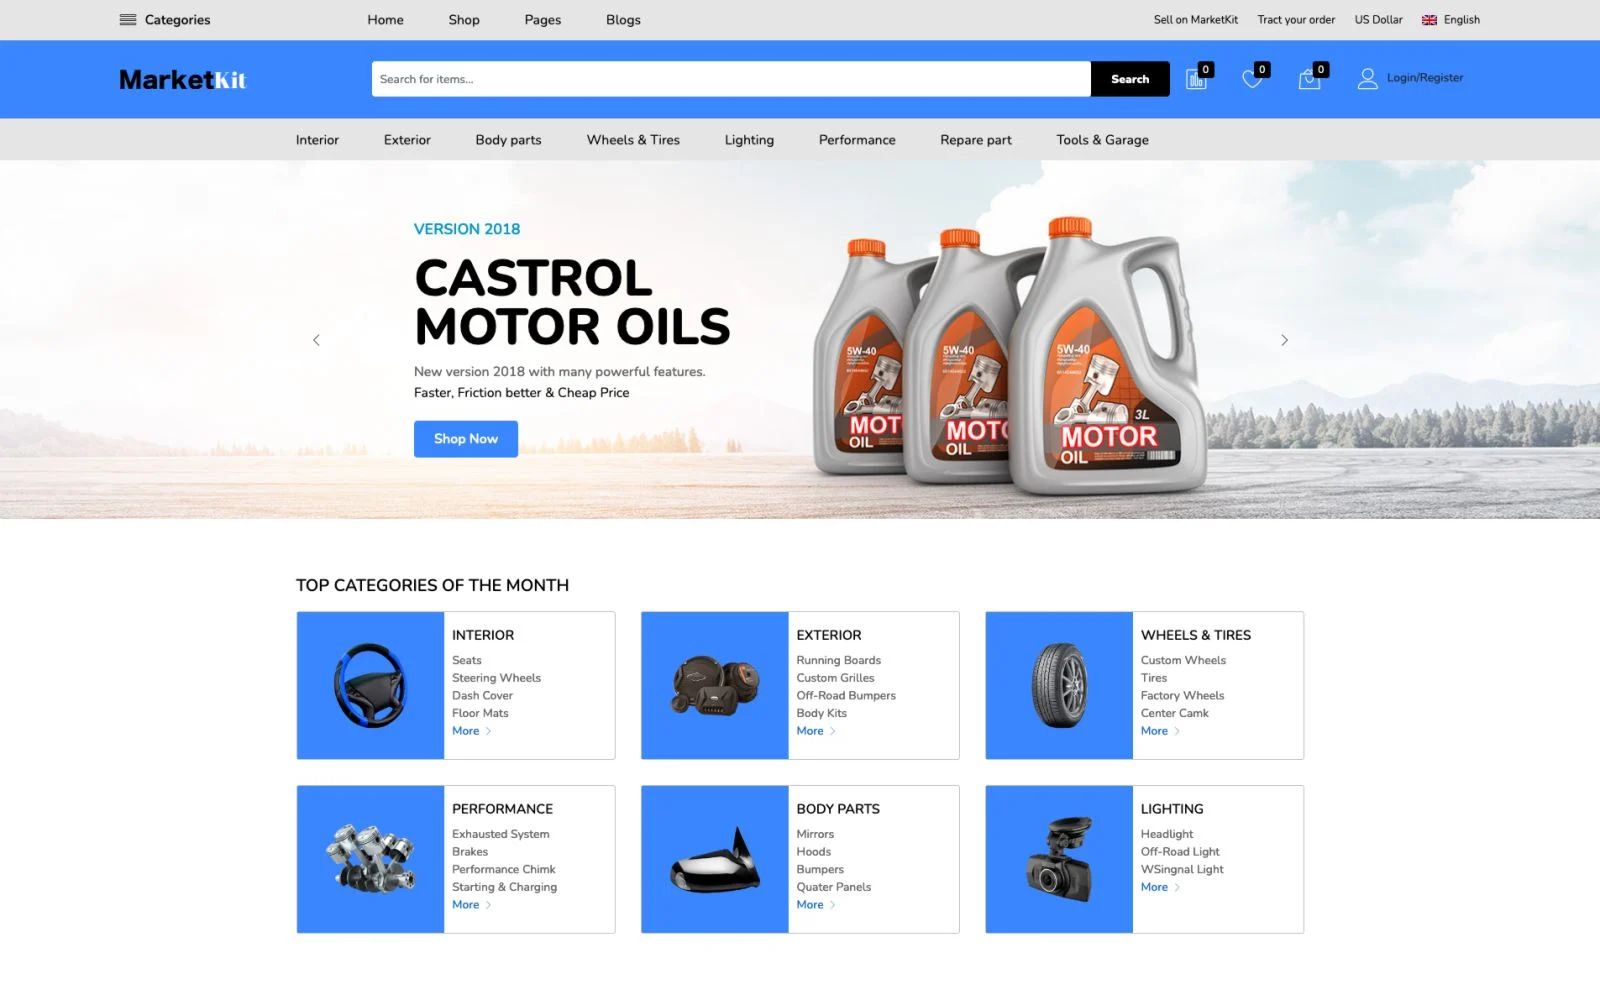 Categories Home Shop Pages Blogs Sell on MarketKit Tract your order US Dollar English
MarketKit Search for items... Search 0 0 0 Login/Register
Interior Exterior Body parts Wheels & Tires Lighting Performance Repare part Tools & Garage
VERSION 2018
CASTROL
MOTOR OILS
New version 2018 with many powerful features.
Faster, Friction better & Cheap Price
Shop Now
5W-40
MOT
OIL
5W-40
MOTO
OIL
5W-40
3L
MOTOR
OIL
TOP CATEGORIES OF THE MONTH
INTERIOR
Seats
Steering Wheels
Dash Cover
Floor Mats
More
EXTERIOR
Running Boards
Custom Grilles
Off-Road Bumpers
Body Kits
More
WHEELS & TIRES
Custom Wheels
Tires
Factory Wheels
Center Camk
More
PERFORMANCE
Exhausted System
Brakes
Performance Chimk
Starting & Charging
More
BODY PARTS
Mirrors
Hoods
Bumpers
Quater Panels
More
LIGHTING
Headlight
Off-Road Light
WSingnal Light
More